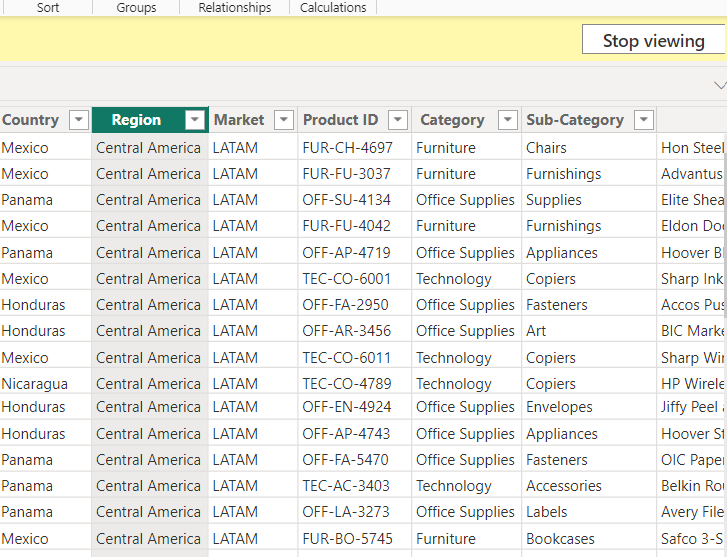 Sort Groups Relationships Calculations
Stop viewing
Country Region Market Product ID Category Sub-Category
Mexico Central America LATAM FUR-CH-4697 Furniture Chairs Hon Steel
Mexico Central America LATAM FUR-FU-3037 Furniture Furnishings Advantus
Panama Central America LATAM OFF-SU-4134 Office Supplies Supplies Elite Shea
Mexico Central America LATAM FUR-FU-4042 Furniture Furnishings Eldon Doo
Panama Central America LATAM OFF-AP-4719 Office Supplies Appliances Hoover Bl
Mexico Central America LATAM TEC-CO-6001 Technology Copiers Sharp Ink
Honduras Central America LATAM OFF-FA-2950 Office Supplies Fasteners Accos Pus
Honduras Central America LATAM OFF-AR-3456 Office Supplies Art BIC Marke
Mexico Central America LATAM TEC-CO-6011 Technology Copiers Sharp Wir
Nicaragua Central America LATAM TEC-CO-4789 Technology Copiers HP Wirele
Honduras Central America LATAM OFF-EN-4924 Office Supplies Envelopes Jiffy Peel a
Honduras Central America LATAM OFF-AP-4743 Office Supplies Appliances Hoover St
Panama Central America LATAM OFF-FA-5470 Office Supplies Fasteners OIC Paper
Panama Central America LATAM TEC-AC-3403 Technology Accessories Belkin Rou
Panama Central America LATAM OFF-LA-3273 Office Supplies Labels Avery File
Mexico Central America LATAM FUR-BO-5745 Furniture Bookcases Safco 3-S